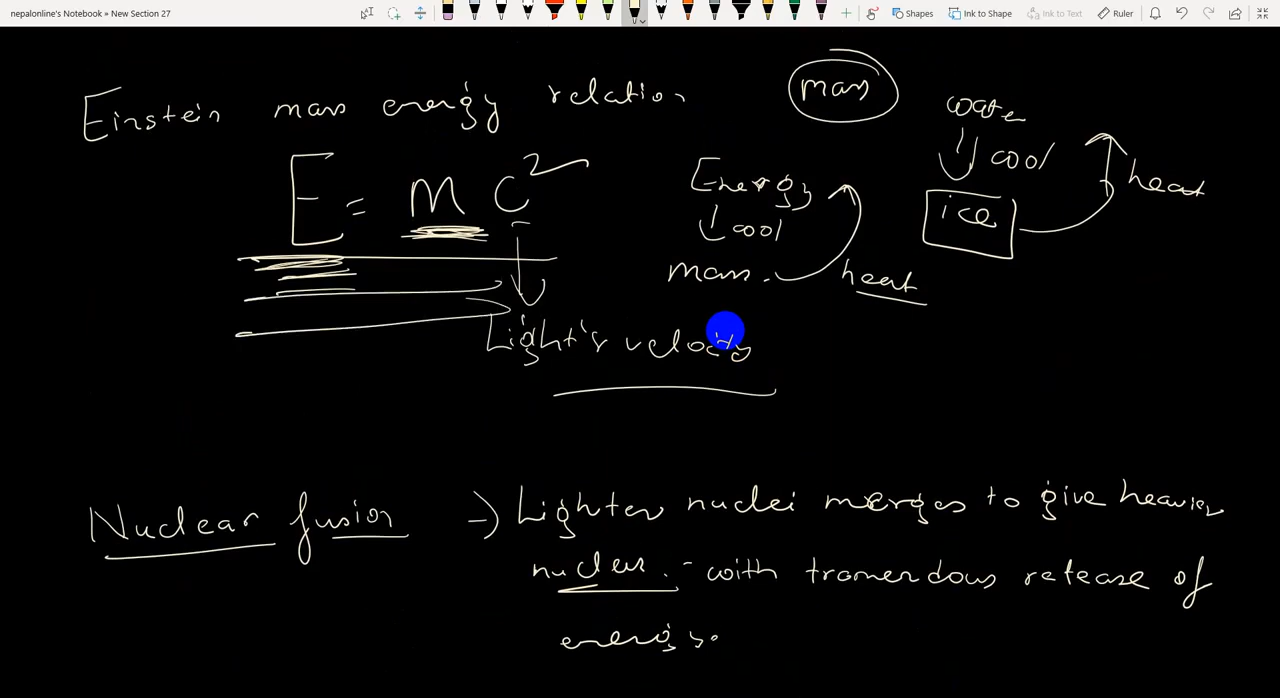 nepalonline's Notebook » New Section 27
Shapes Ink to Shape Ink to Text Ruler
Einstein mass energy relation
mass
water
cool
heat
ice
E = mc2
Energy
cool
mass.
heat
Light's velocity
Nuclear fusion → Lighter nuclei merges to give heavier
nucleus. - with tremendous release of
energy.